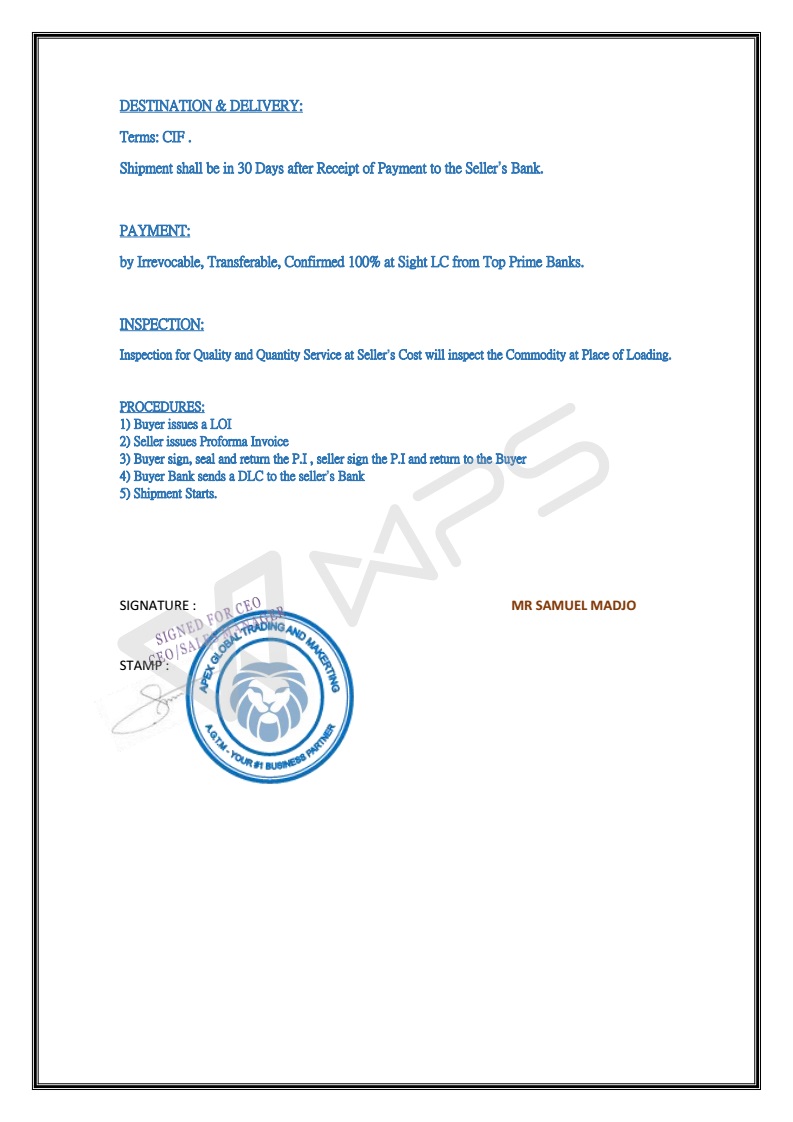 DESTINATION & DELIVERY:
Terms: CIF .
Shipment shall be in 30 Days after Receipt of Payment to the Seller's Bank.
PAYMENT:
by Irrevocable, Transferable, Confirmed 100% at Sight LC from Top Prime Banks.
INSPECTION:
Inspection for Quality and Quantity Service at Seller's Cost will inspect the Commodity at Place of Loading.
PROCEDURES:
1) Buyer issues a LOI
2) Seller issues Proforma Invoice
3) Buyer sign, seal and return the P.I , seller sign the P.I and return to the Buyer
4) Buyer Bank sends a DLC to the seller's Bank
5) Shipment Starts.
WPS
SIGNATURE :
MR SAMUEL MADJO
SIGNED FOR CEO
CEO/SALES MANAGER
STAMP :
APEX GLOBAL TRADING AND MAKERTING
A.G.T.M - YOUR #1 BUSINESS PARTNER